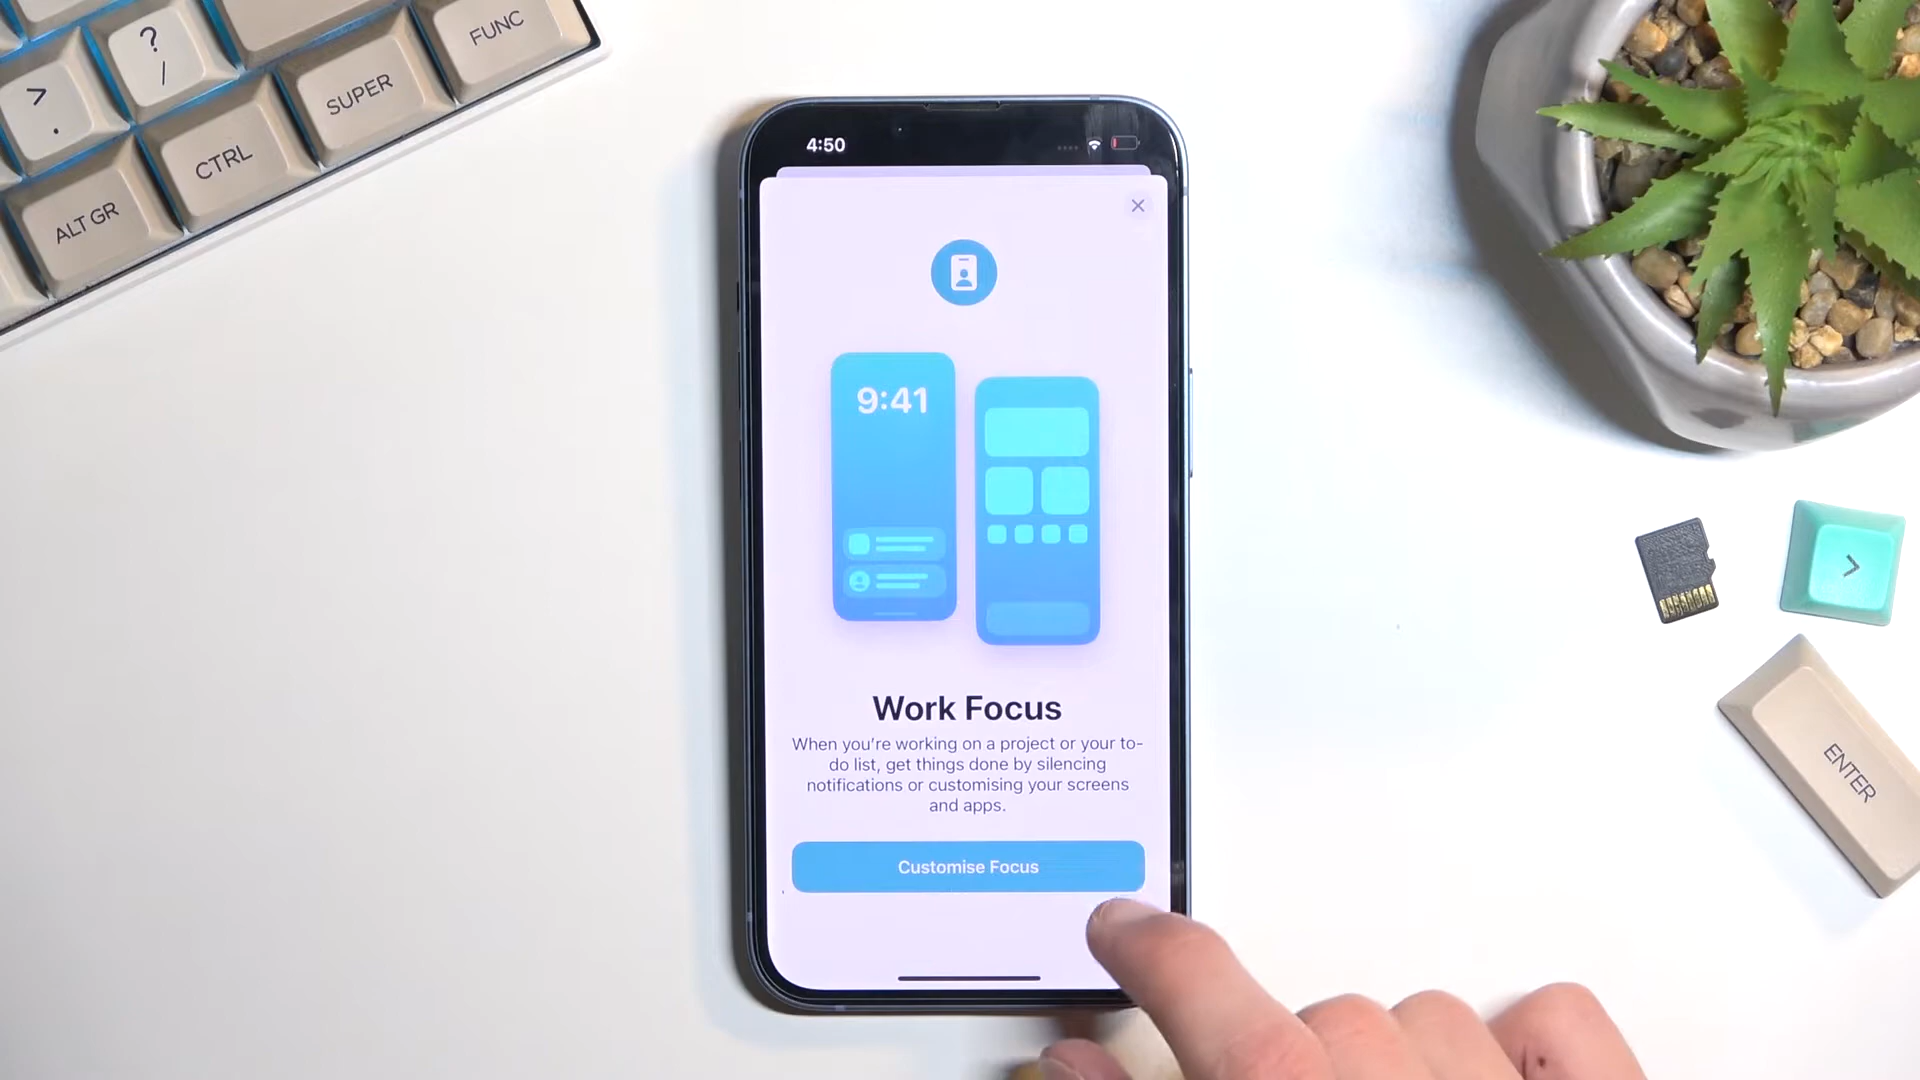 ?
/
>
.
FUNC
SUPER
CTRL
ALT GR
4:50
9:41
Work Focus
When you're working on a project or your to-
do list, get things done by silencing
notifications or customising your screens
and apps.
Customise Focus
>
ENTER